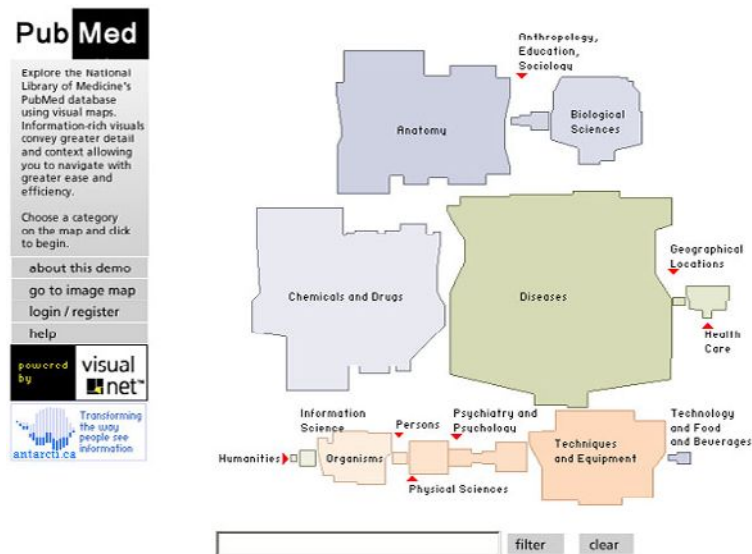 PubMed
Explore the National
Library of Medicine's
PubMed database
using visual maps.
Information-rich visuals
convey greater detail
and context allowing
you to navigate with
greater ease and
efficiency.
Choose a category
on the map and click
to begin.
about this demo
go to image map
login / register
help
powered
by
visual
net™
antarcti.ca
Transforming
the way
people see
information
Anthropology,
Education,
Sociology
Anatomy
Biological
Sciences
Chemicals and Drugs
Diseases
Geographical
Locations
Health
Care
Information
Science
Persons
Psychiatry and
Psychology
Technology
and Food
and Beverages
Humanities
Organisms
Techniques
and Equipment
Physical Sciences
filter
clear